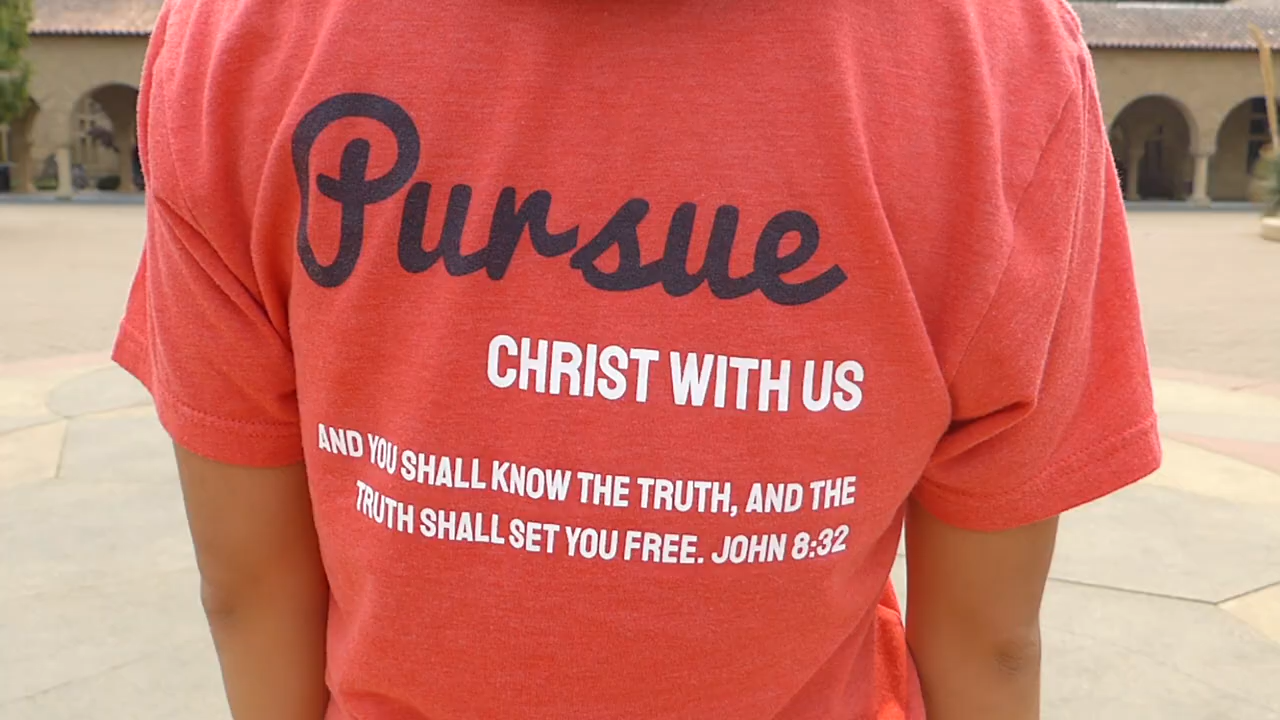 Pursue
CHRIST WITH US
AND YOU SHALL KNOW THE TRUTH, AND THE
TRUTH SHALL SET YOU FREE. JOHN 8:32